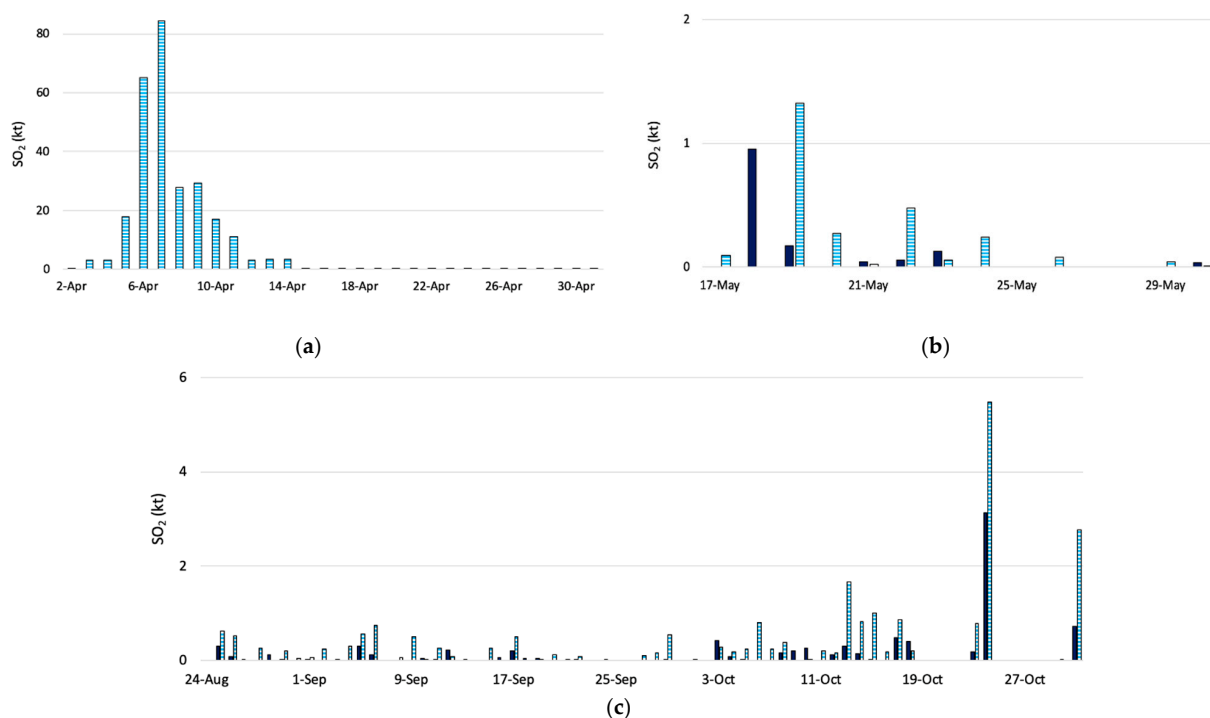 SO₂ (kt)
80
60
40
20
0
2-Apr 6-Apr 10-Apr 14-Apr 18-Apr 22-Apr 26-Apr 30-Apr
(a)
SO₂ (kt)
2
1
0
17-May 21-May 25-May 29-May
(b)
SO₂ (kt)
6
4
2
0
24-Aug 1-Sep 9-Sep 17-Sep 25-Sep 3-Oct 11-Oct 19-Oct 27-Oct
(c)